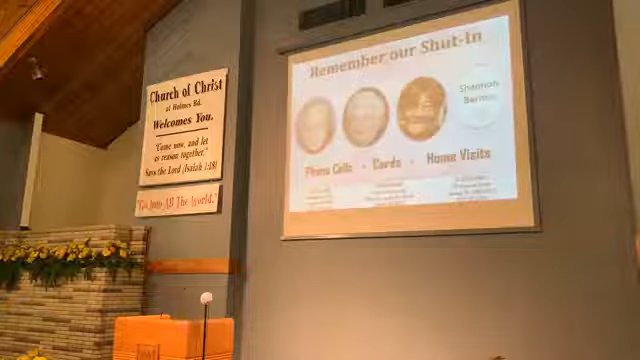 Church of Christ
at Holmes Rd.
Welcomes You.
"Come now, and let
us reason together,"
Says the Lord (Isaiah 1:18)
"Go Into All The World."
Remember our Shut-In
Shannon
Phone Calls - Cards - Home Visits